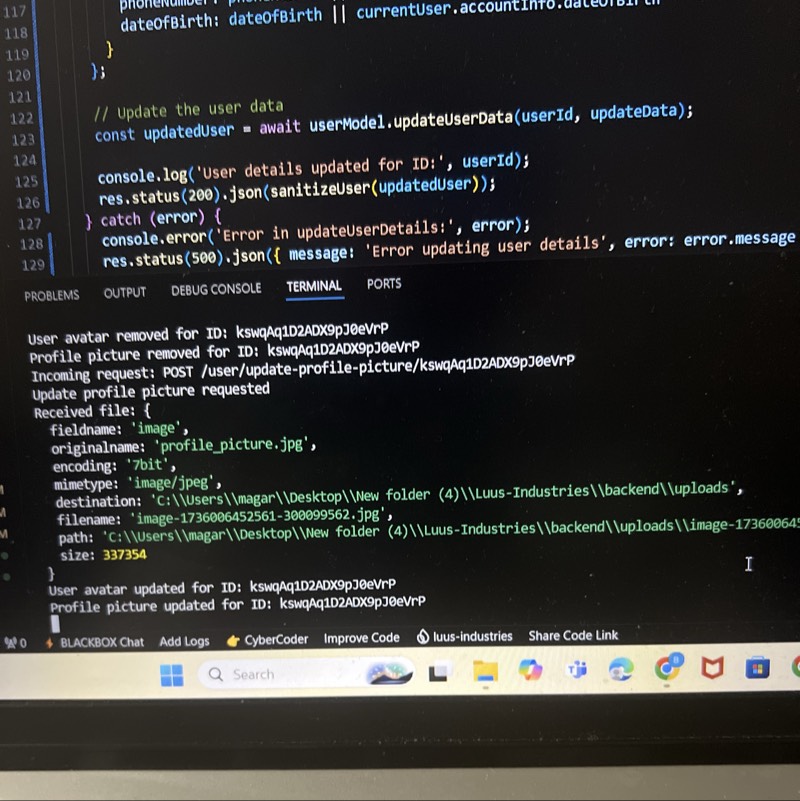 117
118 dateOfBirth: dateOfBirth || currentUser.accountInfo.dateOfBirth
119 }
120 };
121
122 // Update the user data
123 const updatedUser = await userModel.updateUserData(userId, updateData);
124
125 console.log('User details updated for ID:', userId);
126 res.status(200).json(sanitizeUser(updatedUser));
127 } catch (error) {
128 console.error('Error in updateUserDetails:', error);
129 res.status(500).json({ message: 'Error updating user details', error: error.message
PROBLEMS OUTPUT DEBUG CONSOLE TERMINAL PORTS
User avatar removed for ID: kswqAq1D2ADX9pJ0eVrP
Profile picture removed for ID: kswqAq1D2ADX9pJ0eVrP
Incoming request: POST /user/update-profile-picture/kswqAq1D2ADX9pJ0eVrP
Update profile picture requested
Received file: {
fieldname: 'image',
originalname: 'profile_picture.jpg',
encoding: '7bit',
mimetype: 'image/jpeg',
destination: 'C:\\Users\\magar\\Desktop\\New folder (4)\\Luus-Industries\\backend\\uploads',
filename: 'image-1736006452561-300099562.jpg',
path: 'C:\\Users\\magar\\Desktop\\New folder (4)\\Luus-Industries\\backend\\uploads\\image-173600645
size: 337354
}
User avatar updated for ID: kswqAq1D2ADX9pJ0eVrP
Profile picture updated for ID: kswqAq1D2ADX9pJ0eVrP
0 BLACKBOX Chat Add Logs CyberCoder Improve Code luus-industries Share Code Link
Search